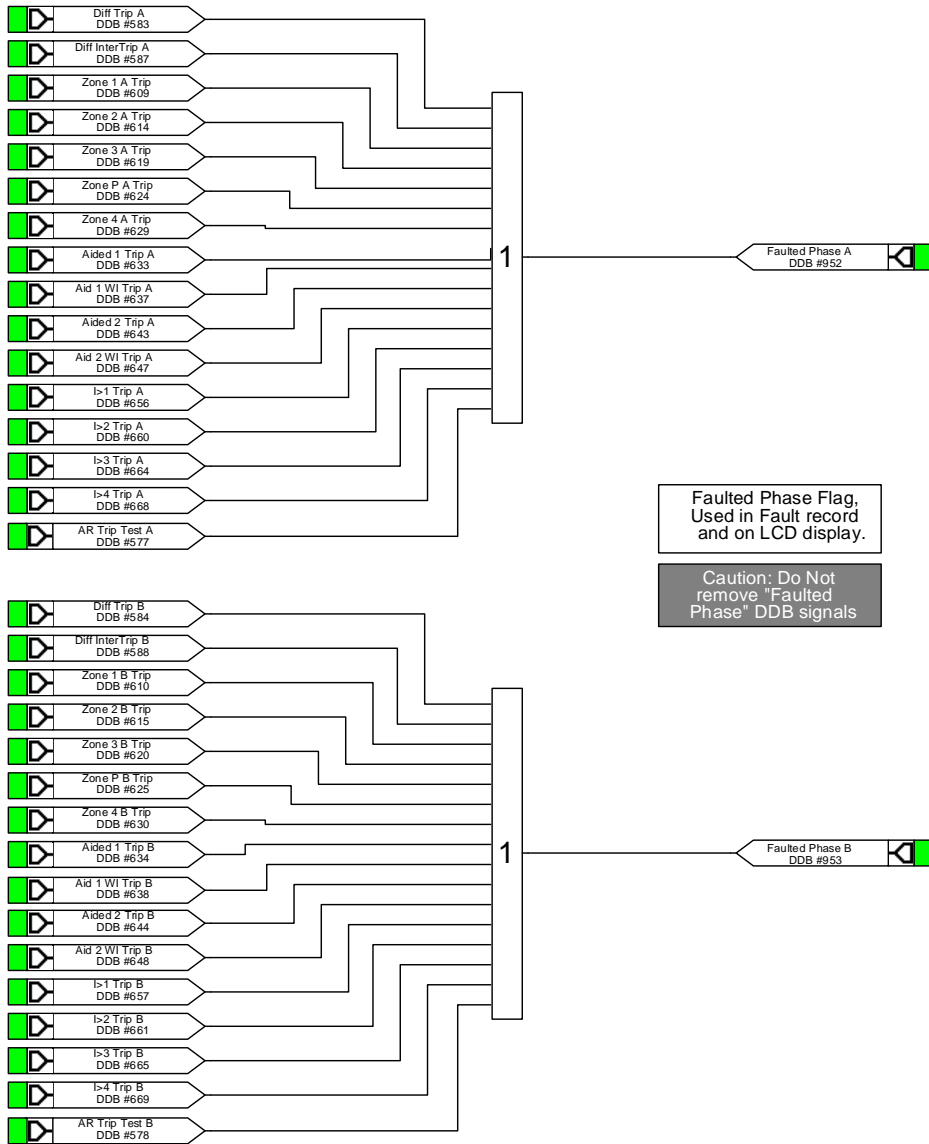 Diff Trip A
DDB #583
Diff InterTrip A
DDB #587
Zone 1 A Trip
DDB #609
Zone 2 A Trip
DDB #614
Zone 3 A Trip
DDB #619
Zone P A Trip
DDB #624
Zone 4 A Trip
DDB #629
Aided 1 Trip A
DDB #633
Aid 1 WI Trip A
DDB #637
Aided 2 Trip A
DDB #643
Aid 2 WI Trip A
DDB #647
I>1 Trip A
DDB #656
I>2 Trip A
DDB #660
I>3 Trip A
DDB #664
I>4 Trip A
DDB #668
AR Trip Test A
DDB #577
1
Faulted Phase A
DDB #952
Faulted Phase Flag,
Used in Fault record
and on LCD display.
Caution: Do Not
remove "Faulted
Phase" DDB signals
Diff Trip B
DDB #584
Diff InterTrip B
DDB #588
Zone 1 B Trip
DDB #610
Zone 2 B Trip
DDB #615
Zone 3 B Trip
DDB #620
Zone P B Trip
DDB #625
Zone 4 B Trip
DDB #630
Aided 1 Trip B
DDB #634
Aid 1 WI Trip B
DDB #638
Aided 2 Trip B
DDB #644
Aid 2 WI Trip B
DDB #648
I>1 Trip B
DDB #657
I>2 Trip B
DDB #661
I>3 Trip B
DDB #665
I>4 Trip B
DDB #669
AR Trip Test B
DDB #578
1
Faulted Phase B
DDB #953